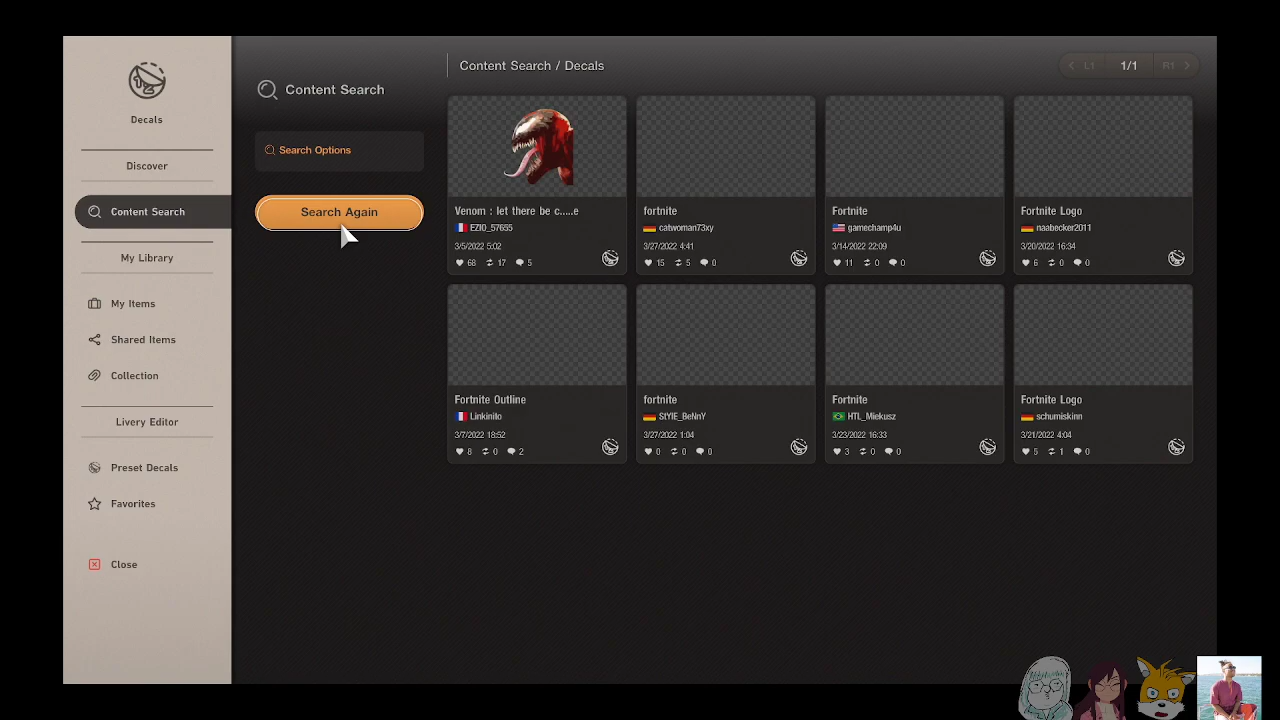 Decals
Discover
Content Search
My Library
My Items
Shared Items
Collection
Livery Editor
Preset Decals
Favorites
Close
Content Search
Search Options
Search Again
Content Search / Decals
L1 1/1 R1
Venom : let there be c.....e
EZIO_57655
3/5/2022 5:02
68 17 5
fortnite
catwoman73xy
3/27/2022 4:41
15 5 0
Fortnite
gamechamp4u
3/14/2022 22:09
11 0 0
Fortnite Logo
naabecker2011
3/20/2022 16:34
6 0 0
Fortnite Outline
Linkinito
3/7/2022 18:52
8 0 2
fortnite
StYlE_BeNnY
3/27/2022 1:04
0 0 0
Fortnite
HTL_Miekusz
3/23/2022 16:33
3 0 0
Fortnite Logo
schumiskinn
3/21/2022 4:04
5 1 0